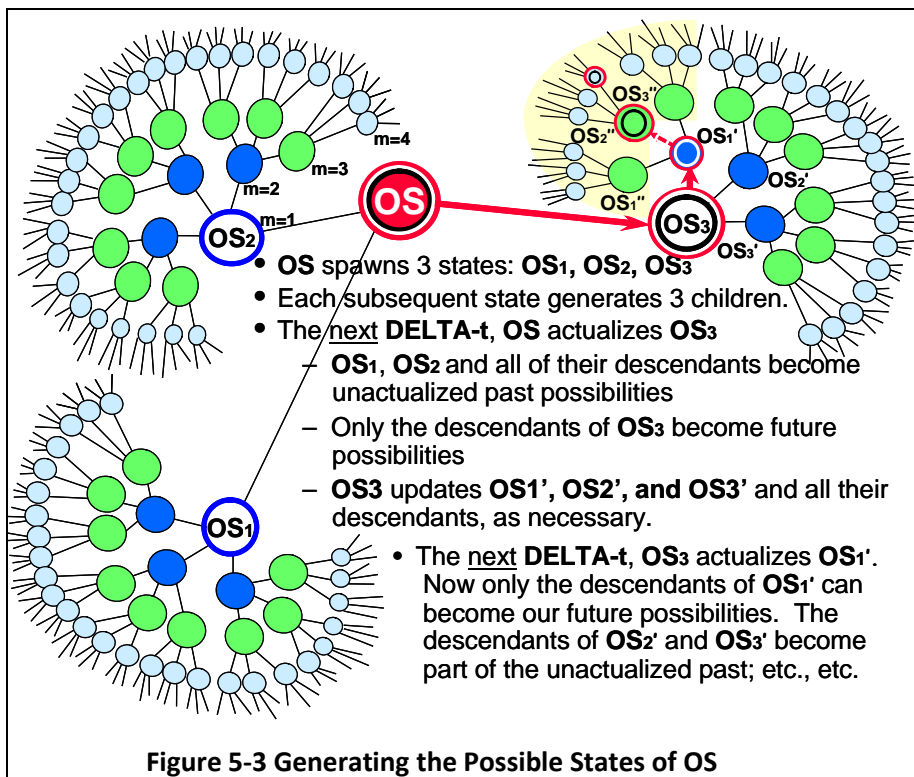 OS₃''
OS₂''
OS₁'
m=4
m=3
m=2
OS₂'
OS
OS₁''
m=1
OS₂
OS₃
OS₃'
• OS spawns 3 states: OS₁, OS₂, OS₃
• Each subsequent state generates 3 children.
• The next DELTA-t, OS actualizes OS₃
– OS₁, OS₂ and all of their descendants become
unactualized past possibilities
– Only the descendants of OS₃ become future
possibilities
– OS3 updates OS1', OS2', and OS3' and all their
descendants, as necessary.
OS₁
• The next DELTA-t, OS₃ actualizes OS₁'.
Now only the descendants of OS₁' can
become our future possibilities. The
descendants of OS₂' and OS₃' become
part of the unactualized past; etc., etc.
Figure 5-3 Generating the Possible States of OS